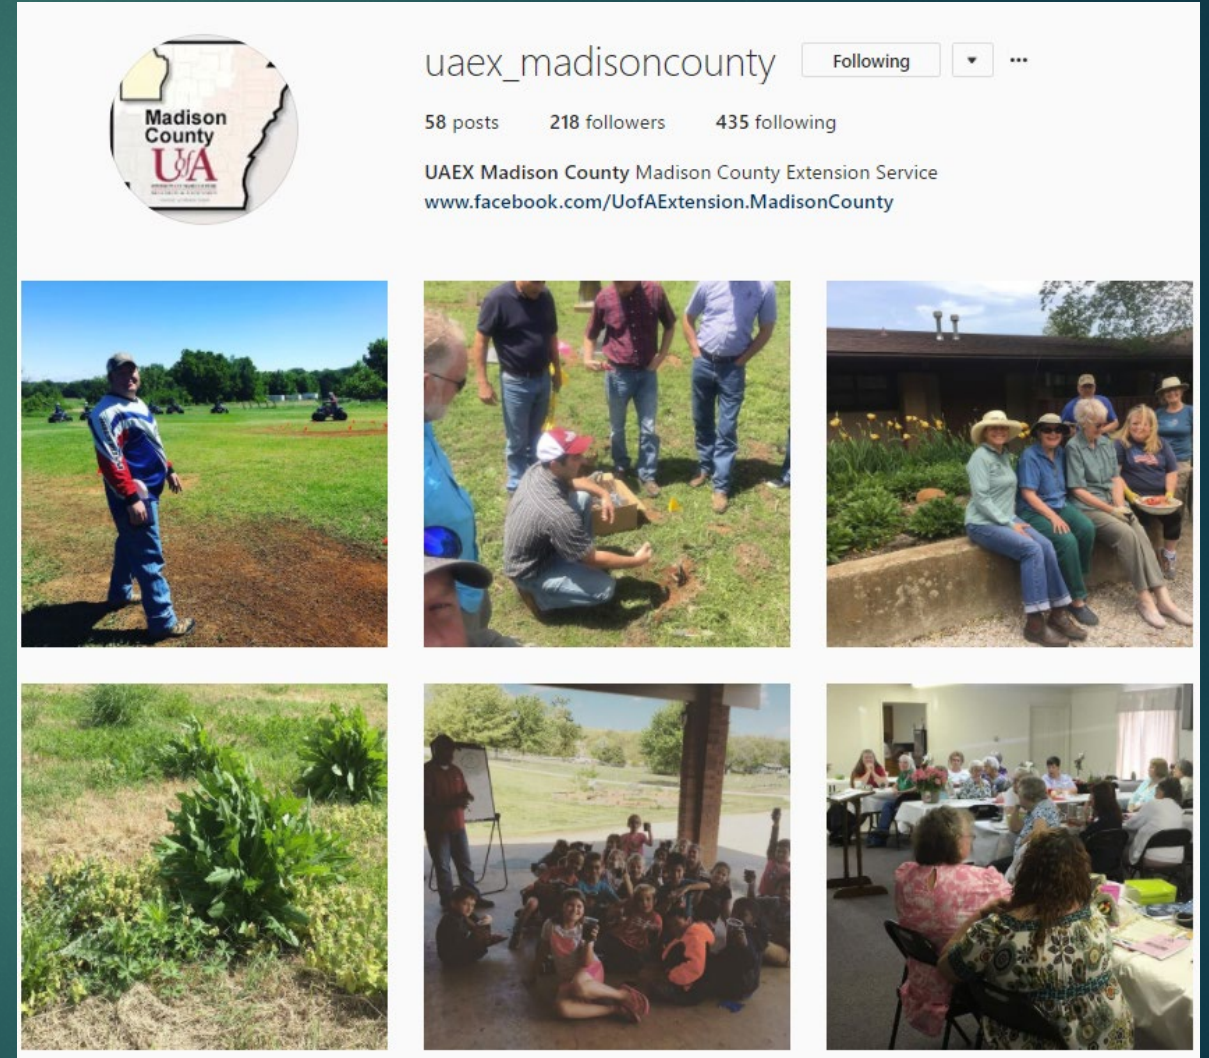 uaex_madisoncounty Following
58 posts 218 followers 435 following
UAEX Madison County Madison County Extension Service
www.facebook.com/UofAExtension.MadisonCounty
Madison
County
UofA